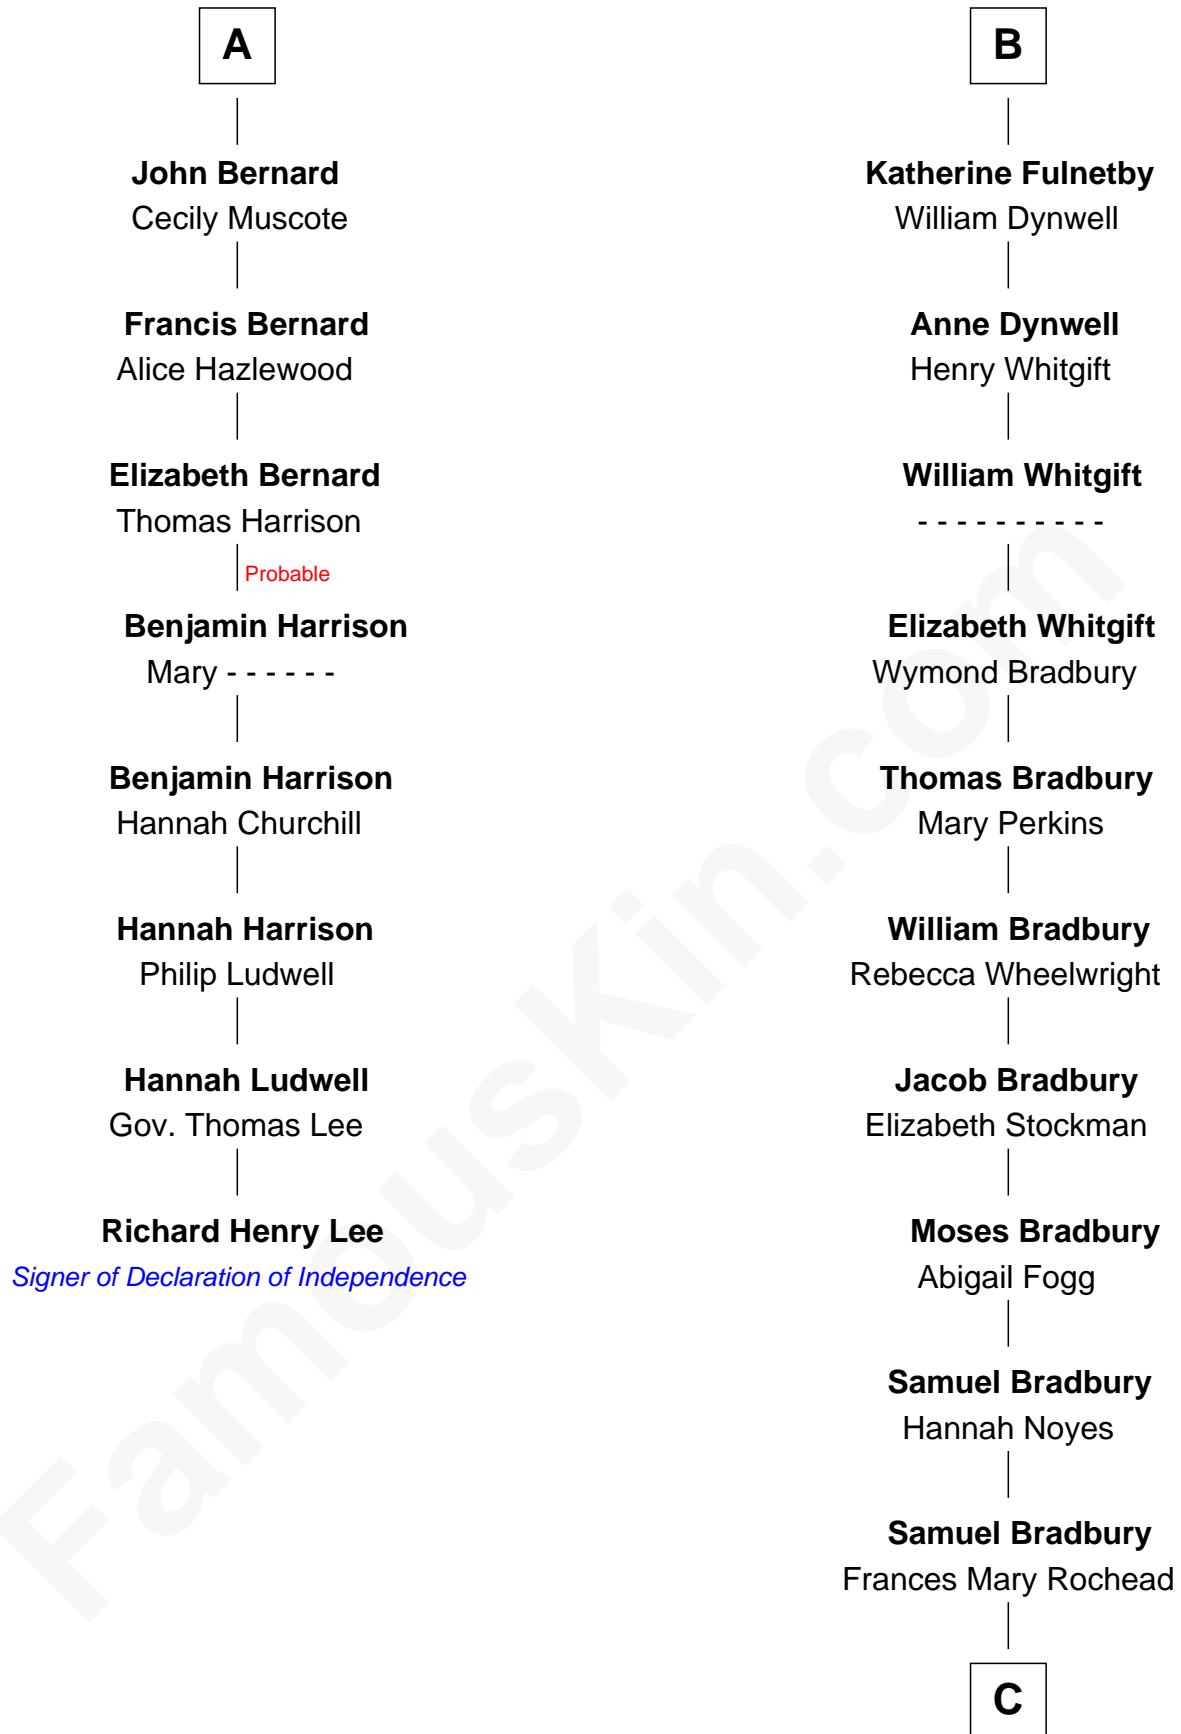 A
John Bernard
Cecily Muscote
Francis Bernard
Alice Hazlewood
Elizabeth Bernard
Thomas Harrison
Probable
Benjamin Harrison
Mary - - - - - -
Benjamin Harrison
Hannah Churchill
Hannah Harrison
Philip Ludwell
Hannah Ludwell
Gov. Thomas Lee
Richard Henry Lee
Signer of Declaration of Independence
B
Katherine Fulnetby
William Dynwell
Anne Dynwell
Henry Whitgift
William Whitgift
- - - - - - - - - -
Elizabeth Whitgift
Wymond Bradbury
Thomas Bradbury
Mary Perkins
William Bradbury
Rebecca Wheelwright
Jacob Bradbury
Elizabeth Stockman
Moses Bradbury
Abigail Fogg
Samuel Bradbury
Hannah Noyes
Samuel Bradbury
Frances Mary Rochead
C
FamousKin.com